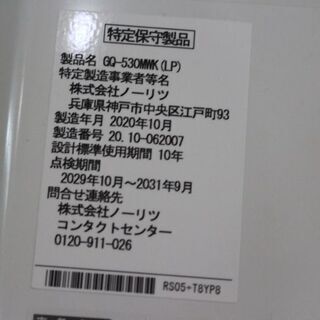 特定保守製品
製品名 GQ-530MWK(LP)
特定製造事業者等名
株式会社ノーリツ
兵庫県神戸市中央区江戸町93
製造年月 2020年10月
製造番号 20.10-062007
設計標準使用期間 10年
点検期間
2029年10月～2031年9月
問合せ連絡先
株式会社ノーリツ
コンタクトセンター
0120-911-026
RS05+T8YP8